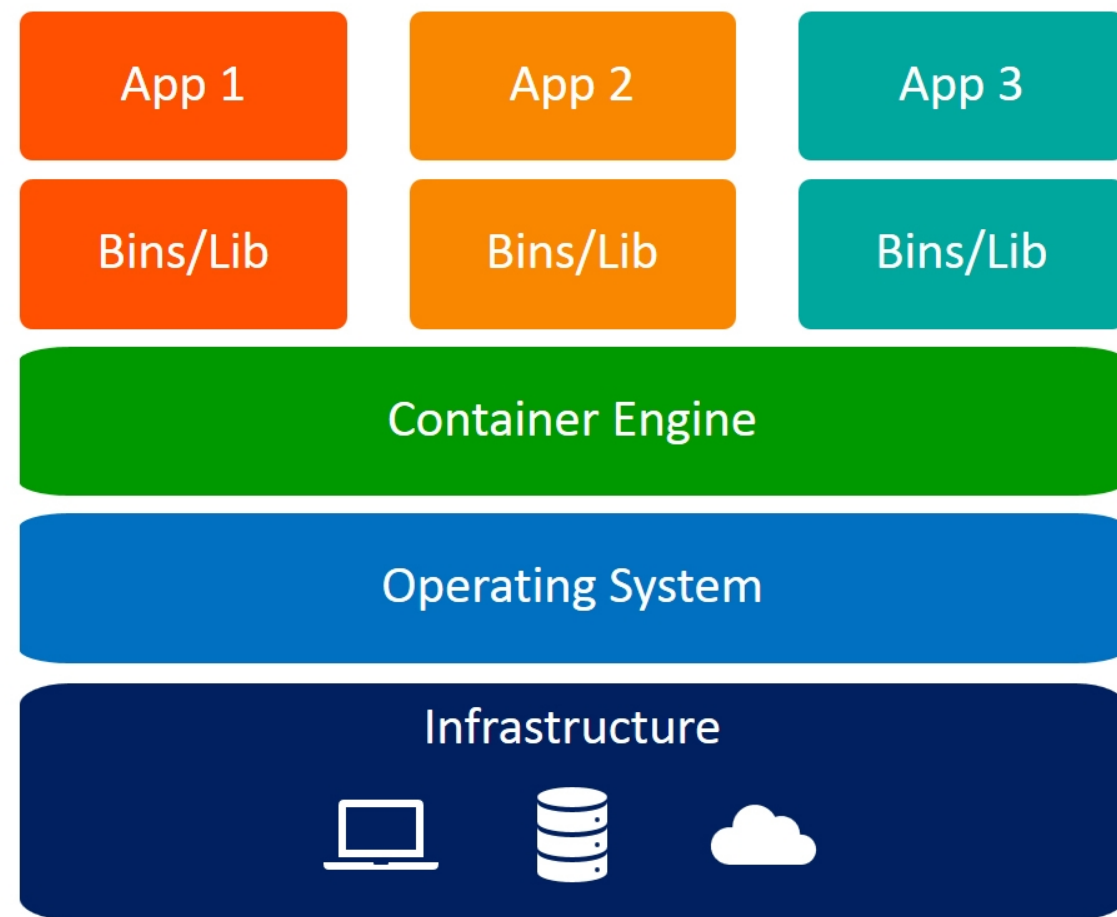 App 1
App 2
App 3
Bins/Lib
Bins/Lib
Bins/Lib
Container Engine
Operating System
Infrastructure